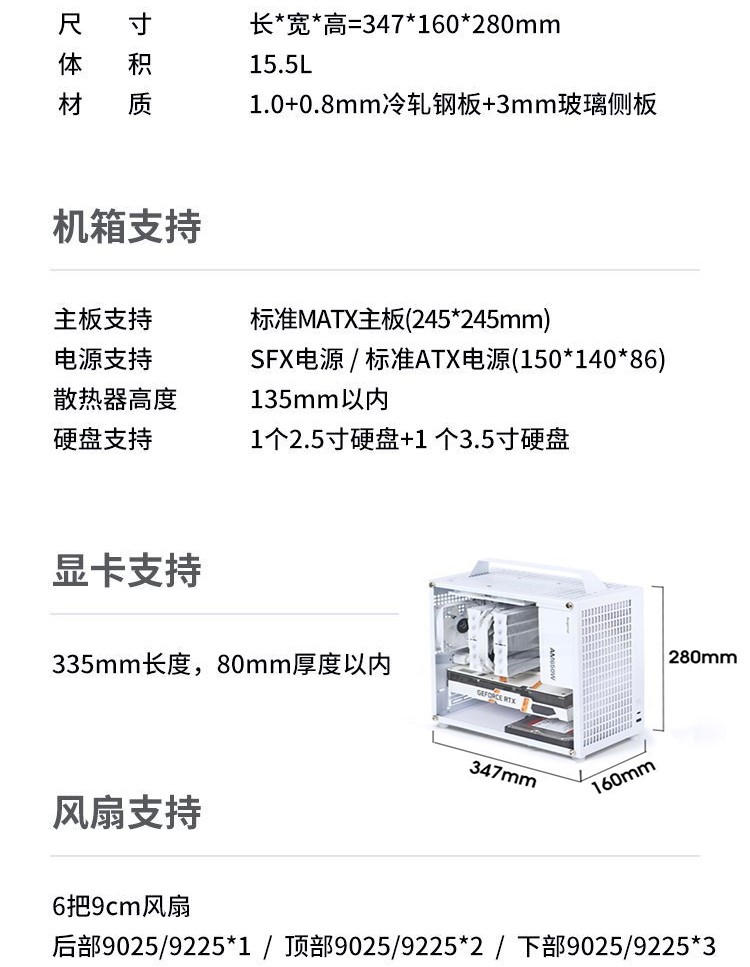 尺 寸 长*宽*高=347*160*280mm
体 积 15.5L
材 质 1.0+0.8mm冷轧钢板+3mm玻璃侧板
机箱支持
主板支持 标准MATX主板(245*245mm)
电源支持 SFX电源 / 标准ATX电源(150*140*86)
散热器高度 135mm以内
硬盘支持 1个2.5寸硬盘+1 个3.5寸硬盘
显卡支持
335mm长度，80mm厚度以内
AN650W
GEFORCE RTX
280mm
347mm
160mm
风扇支持
6把9cm风扇
后部9025/9225*1 / 顶部9025/9225*2 / 下部9025/9225*3